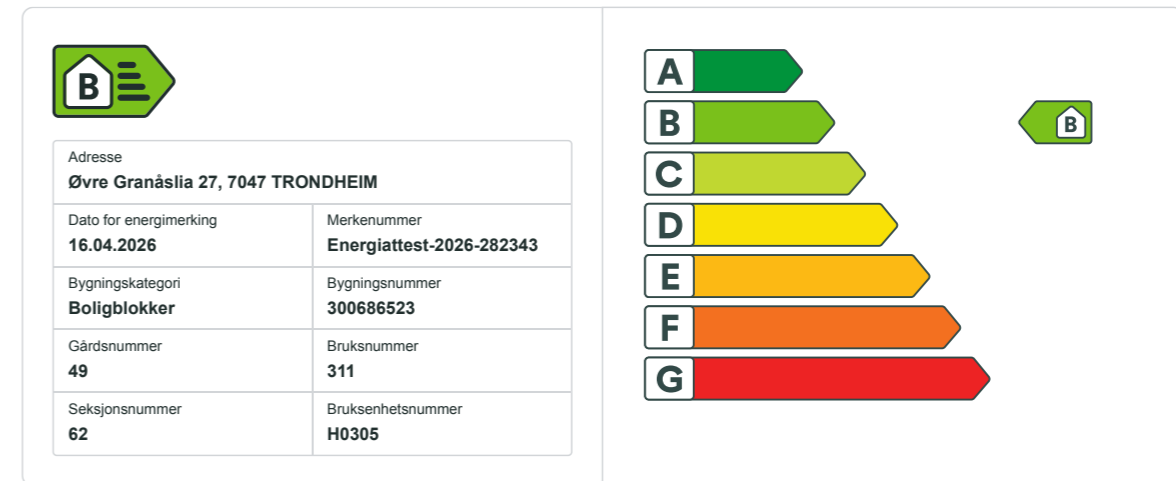 B
Adresse
Øvre Granåslia 27, 7047 TRONDHEIM
Dato for energimerking
16.04.2026
Merkenummer
Energiattest-2026-282343
Bygningskategori
Boligblokker
Bygningsnummer
300686523
Gårdsnummer
49
Bruksnummer
311
Seksjonsnummer
62
Bruksenhetsnummer
H0305
A
B
B
C
D
E
F
G